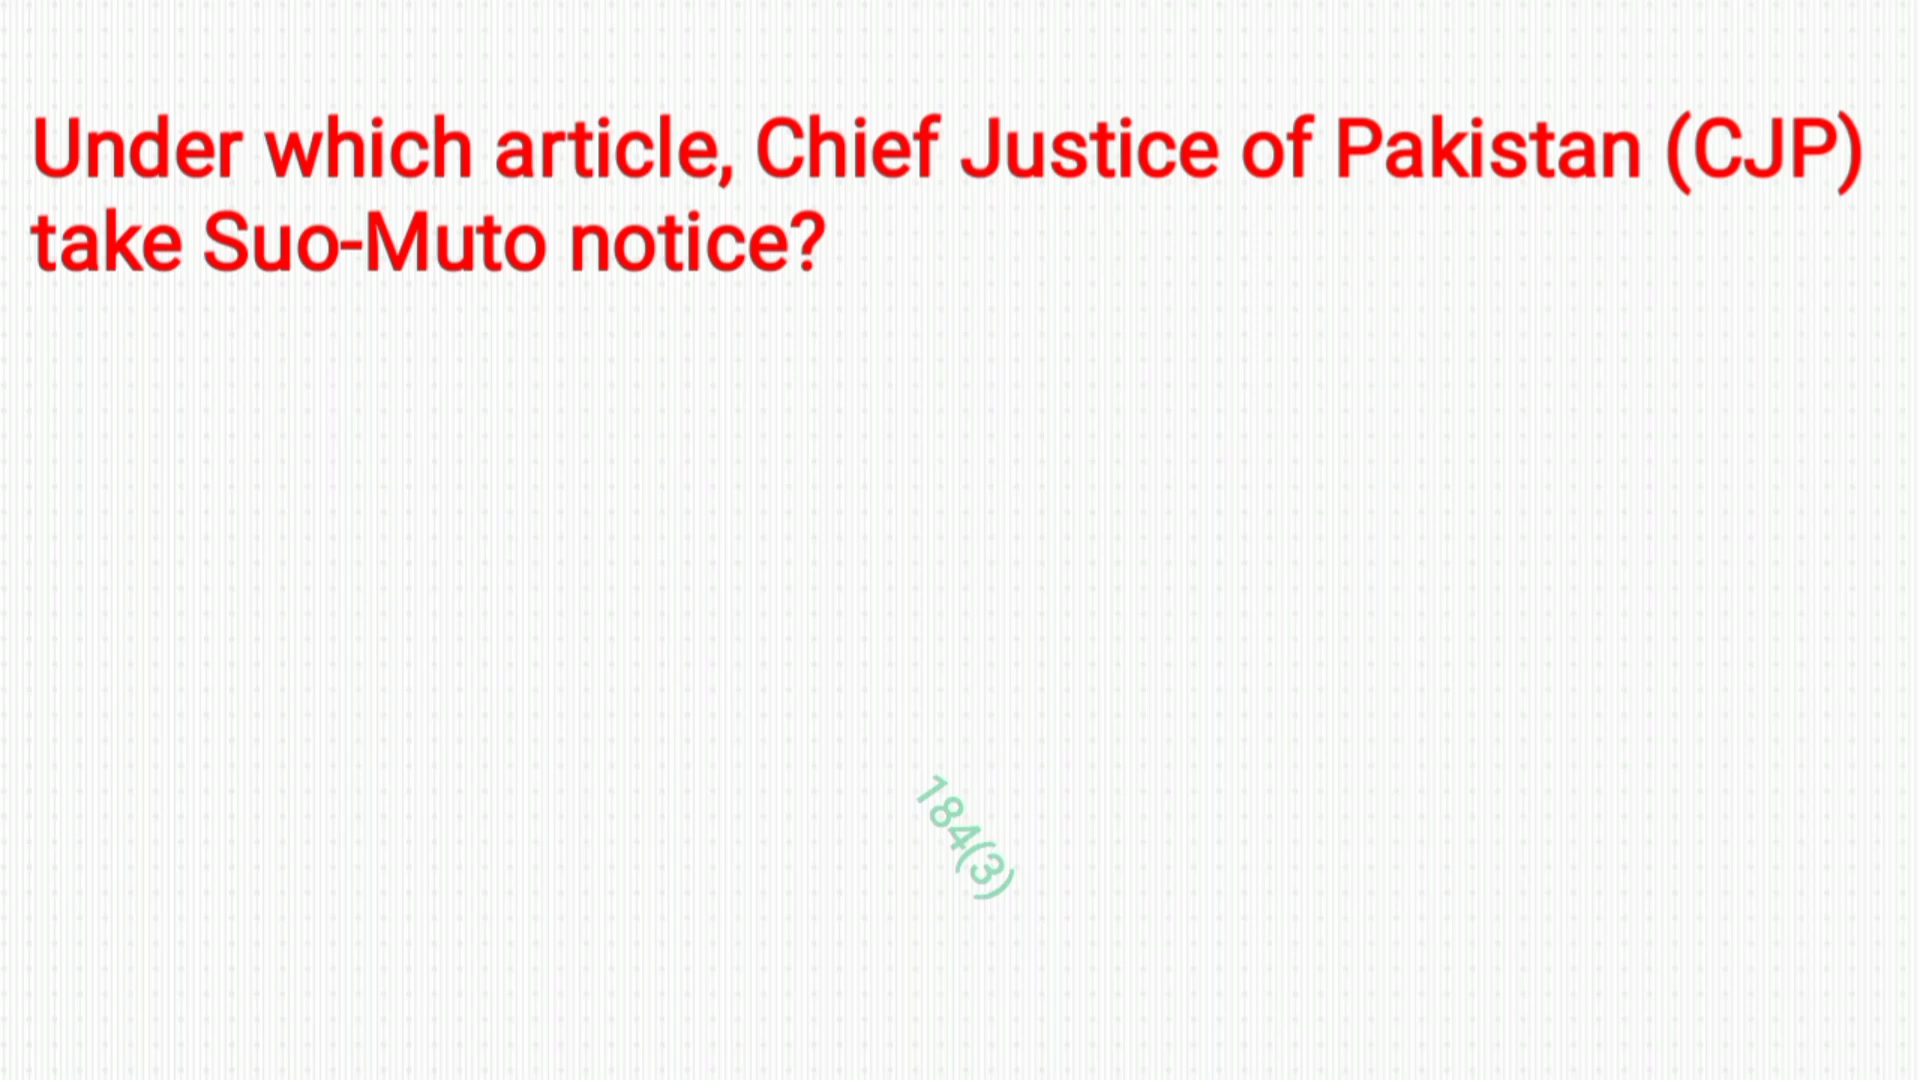 Under which article, Chief Justice of Pakistan (CJP)
take Suo-Muto notice?
184(3)